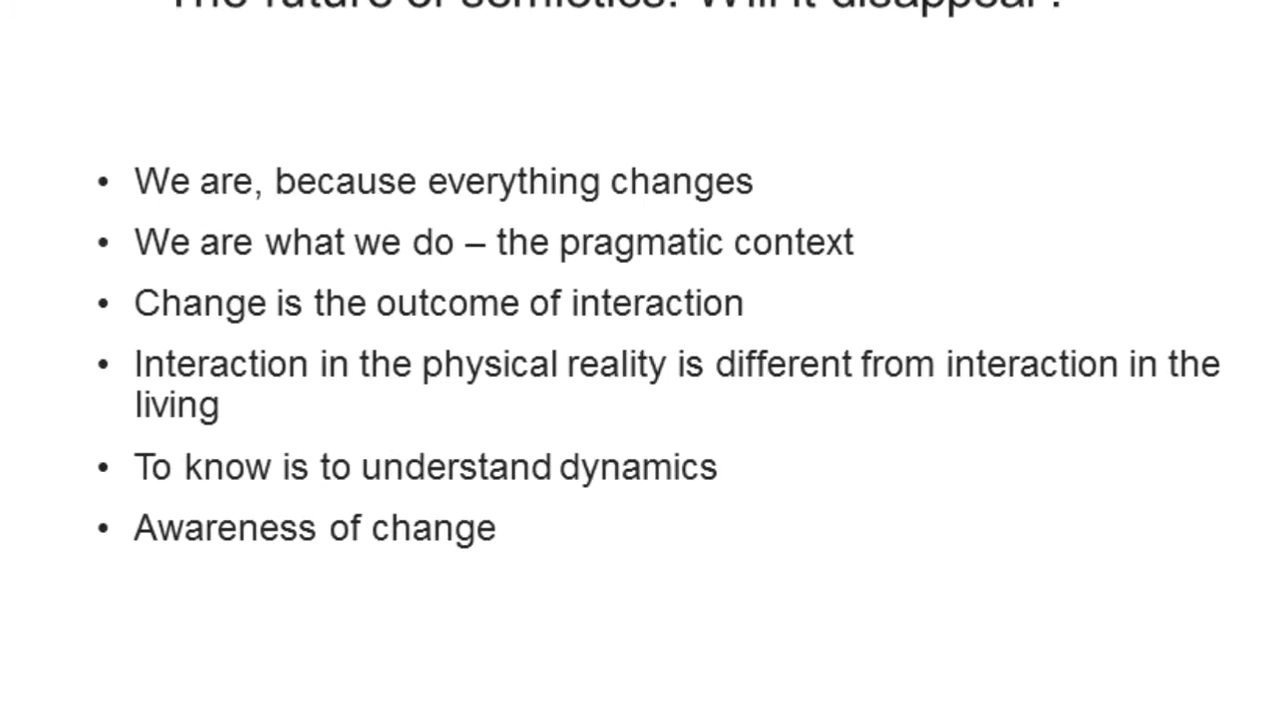 The future of semiotics. Will it disappear?
• We are, because everything changes
• We are what we do – the pragmatic context
• Change is the outcome of interaction
• Interaction in the physical reality is different from interaction in the
living
• To know is to understand dynamics
• Awareness of change